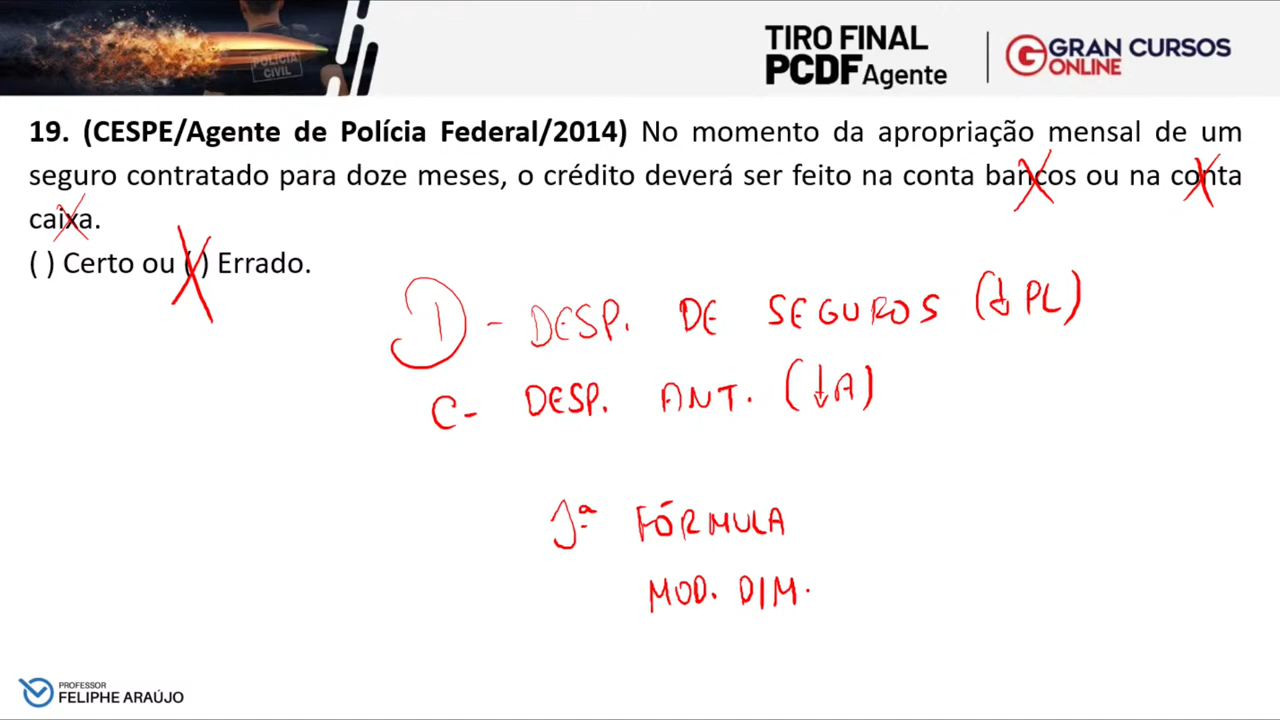 POLÍCIA
CIVIL
TIRO FINAL
PCDF Agente
GRAN CURSOS
ONLINE
19. (CESPE/Agente de Polícia Federal/2014) No momento da apropriação mensal de um
seguro contratado para doze meses, o crédito deverá ser feito na conta bancos ou na conta
caixa.
( ) Certo ou ( ) Errado.
D - DESP. DE SEGUROS (↓ PL)
C - DESP. ANT. (↓ A)
1ª FÓRMULA
MOD. DIM.
PROFESSOR
FELIPHE ARAÚJO